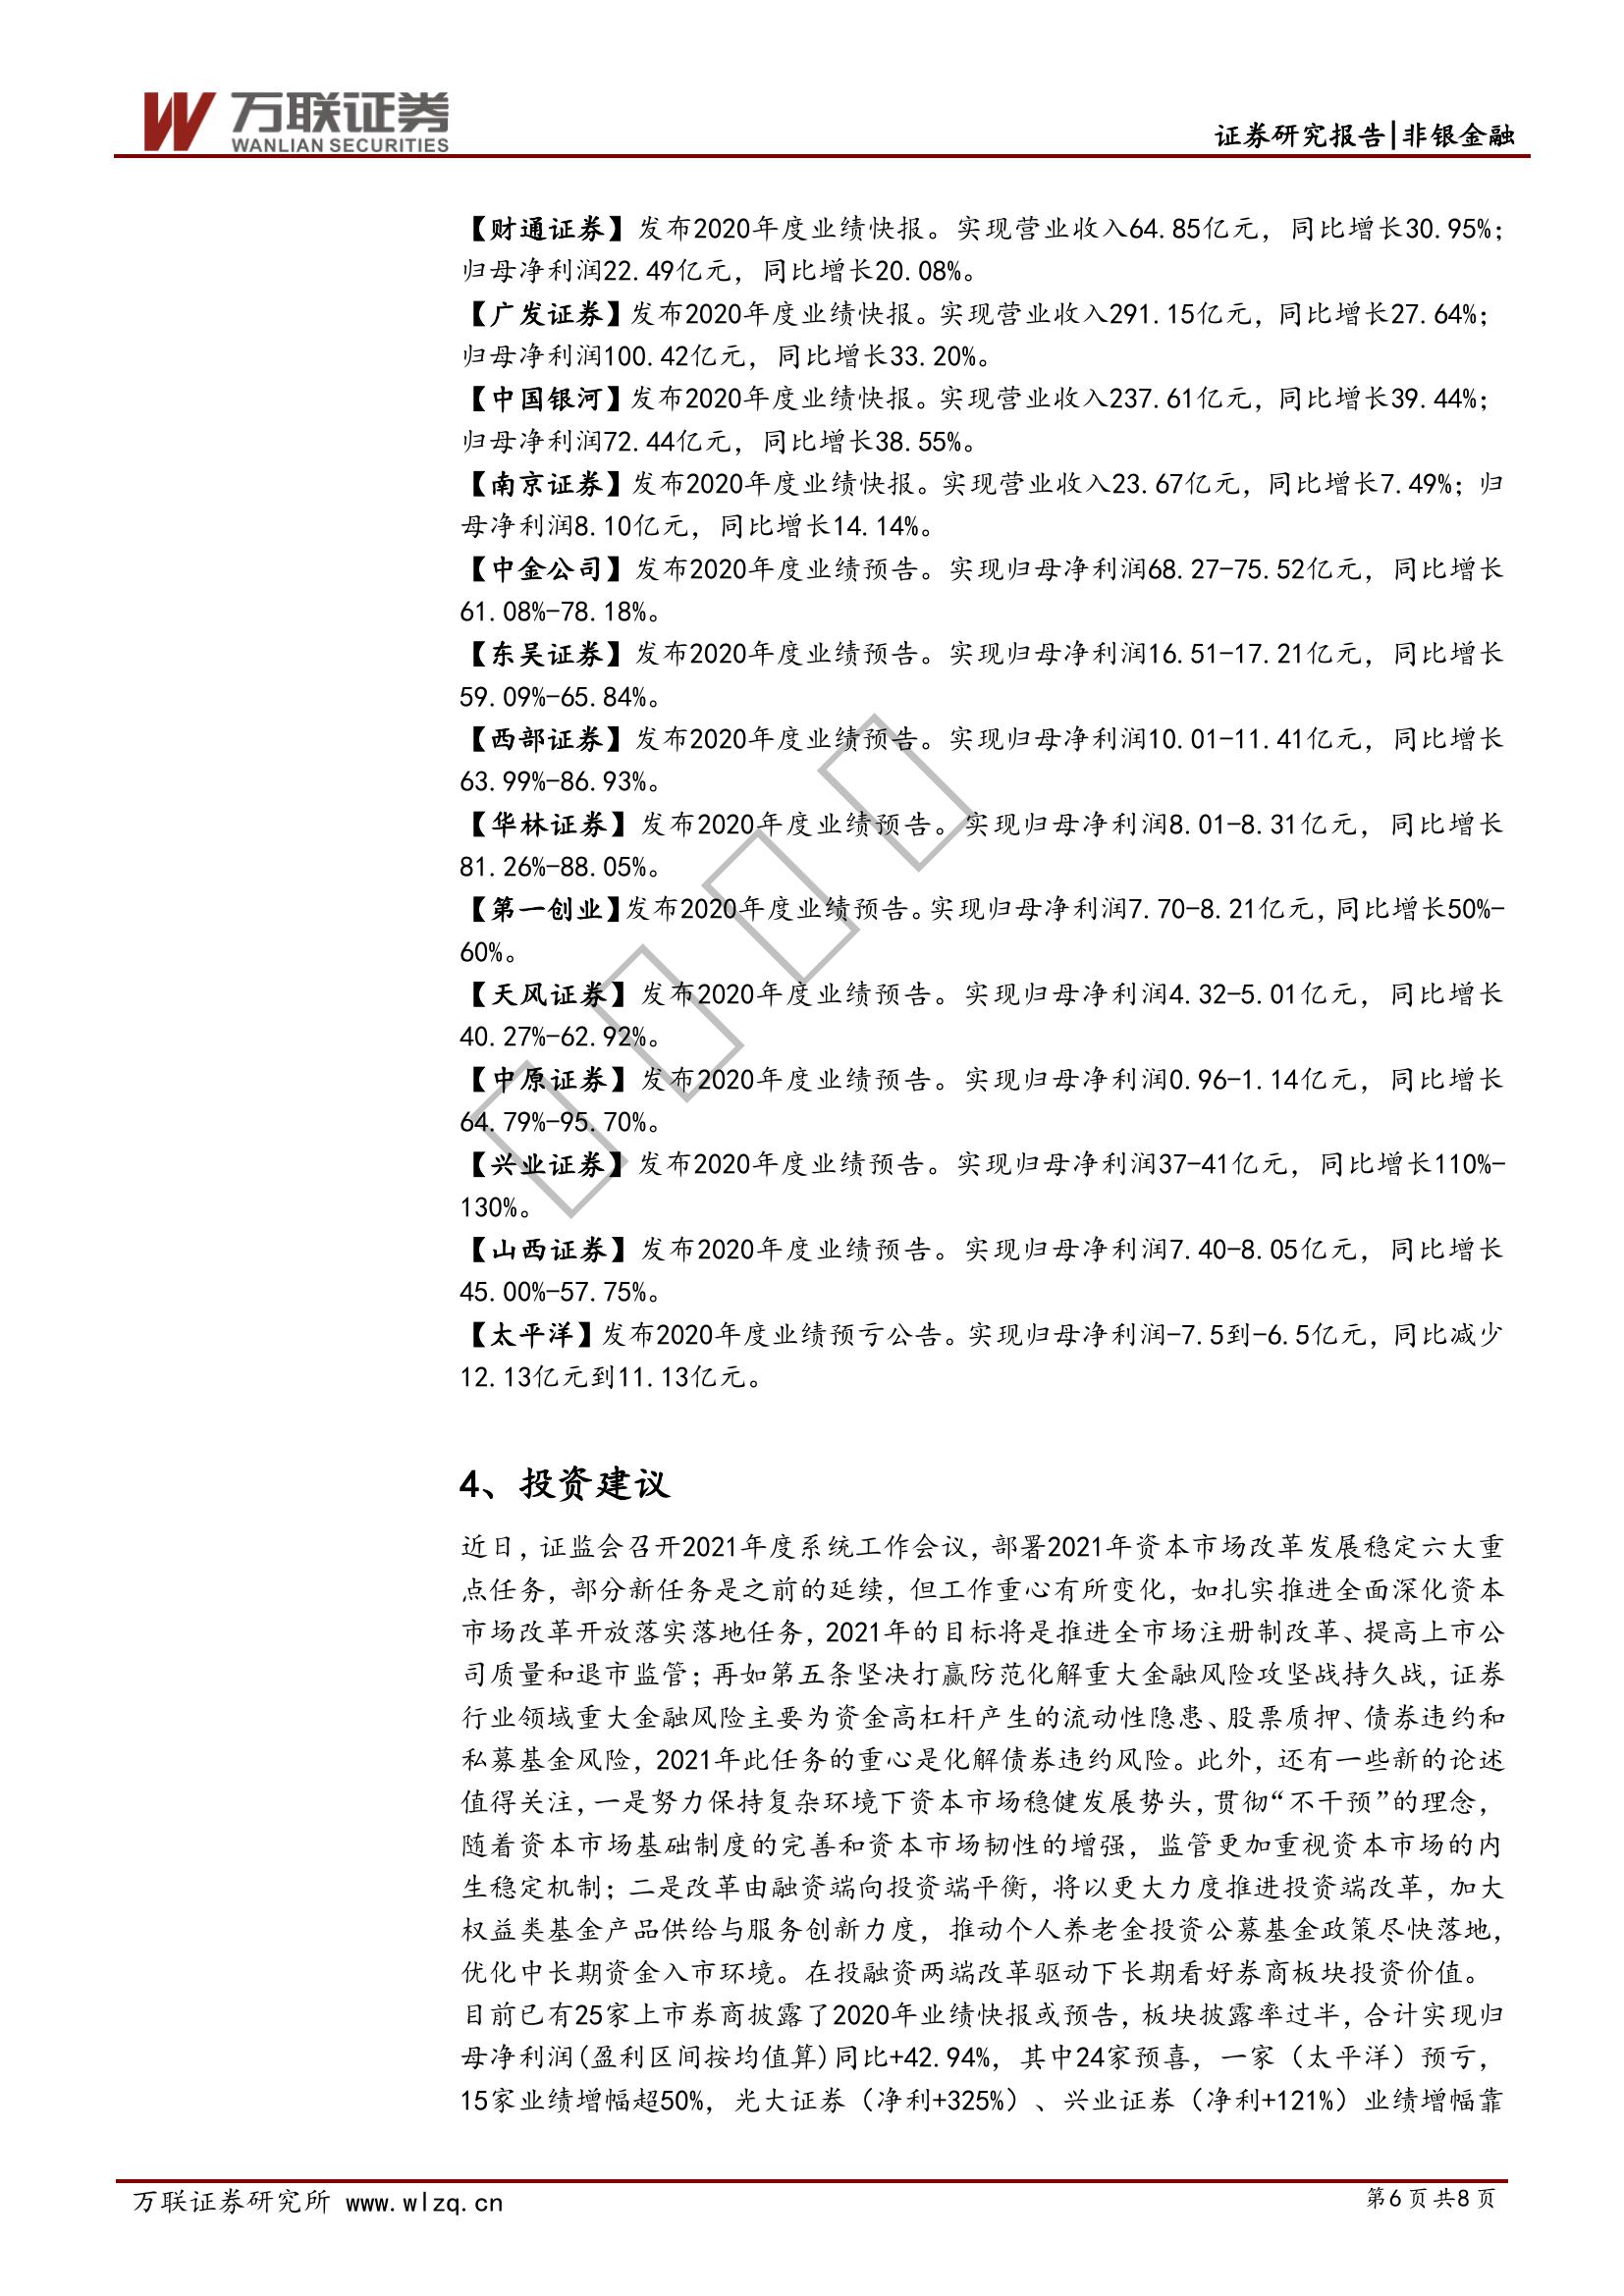 万联证券
WANLIAN SECURITIES
证券研究报告|非银金融
【财通证券】发布2020年度业绩快报。实现营业收入64.85亿元，同比增长30.95%；
归母净利润22.49亿元，同比增长20.08%。
【广发证券】发布2020年度业绩快报。实现营业收入291.15亿元，同比增长27.64%；
归母净利润100.42亿元，同比增长33.20%。
【中国银河】发布2020年度业绩快报。实现营业收入237.61亿元，同比增长39.44%；
归母净利润72.44亿元，同比增长38.55%。
【南京证券】发布2020年度业绩快报。实现营业收入23.67亿元，同比增长7.49%；归
母净利润8.10亿元，同比增长14.14%。
【中金公司】发布2020年度业绩预告。实现归母净利润68.27-75.52亿元，同比增长
61.08%-78.18%。
【东吴证券】发布2020年度业绩预告。实现归母净利润16.51-17.21亿元，同比增长
59.09%-65.84%。
【西部证券】发布2020年度业绩预告。实现归母净利润10.01-11.41亿元，同比增长
63.99%-86.93%。
【华林证券】发布2020年度业绩预告。实现归母净利润8.01-8.31亿元，同比增长
81.26%-88.05%。
【第一创业】发布2020年度业绩预告。实现归母净利润7.70-8.21亿元，同比增长50%-
60%。
【天风证券】发布2020年度业绩预告。实现归母净利润4.32-5.01亿元，同比增长
40.27%-62.92%。
【中原证券】发布2020年度业绩预告。实现归母净利润0.96-1.14亿元，同比增长
64.79%-95.70%。
【兴业证券】发布2020年度业绩预告。实现归母净利润37-41亿元，同比增长110%-
130%。
【山西证券】发布2020年度业绩预告。实现归母净利润7.40-8.05亿元，同比增长
45.00%-57.75%。
【太平洋】发布2020年度业绩预亏公告。实现归母净利润-7.5到-6.5亿元，同比减少
12.13亿元到11.13亿元。
4、投资建议
近日，证监会召开2021年度系统工作会议，部署2021年资本市场改革发展稳定六大重
点任务，部分新任务是之前的延续，但工作重心有所变化，如扎实推进全面深化资本
市场改革开放落实落地任务，2021年的目标将是推进全市场注册制改革、提高上市公
司质量和退市监管；再如第五条坚决打赢防范化解重大金融风险攻坚战持久战，证券
行业领域重大金融风险主要为资金高杠杆产生的流动性隐患、股票质押、债券违约和
私募基金风险，2021年此任务的重心是化解债券违约风险。此外，还有一些新的论述
值得关注，一是努力保持复杂环境下资本市场稳健发展势头，贯彻“不干预”的理念，
随着资本市场基础制度的完善和资本市场韧性的增强，监管更加重视资本市场的内
生稳定机制；二是改革由融资端向投资端平衡，将以更大力度推进投资端改革，加大
权益类基金产品供给与服务创新力度，推动个人养老金投资公募基金政策尽快落地，
优化中长期资金入市环境。在投融资两端改革驱动下长期看好券商板块投资价值。
目前已有25家上市券商披露了2020年业绩快报或预告，板块披露率过半，合计实现归
母净利润(盈利区间按均值算)同比+42.94%，其中24家预喜，一家（太平洋）预亏，
15家业绩增幅超50%，光大证券（净利+325%）、兴业证券（净利+121%）业绩增幅靠
万联证券研究所 www.wlzq.cn
第6页共8页